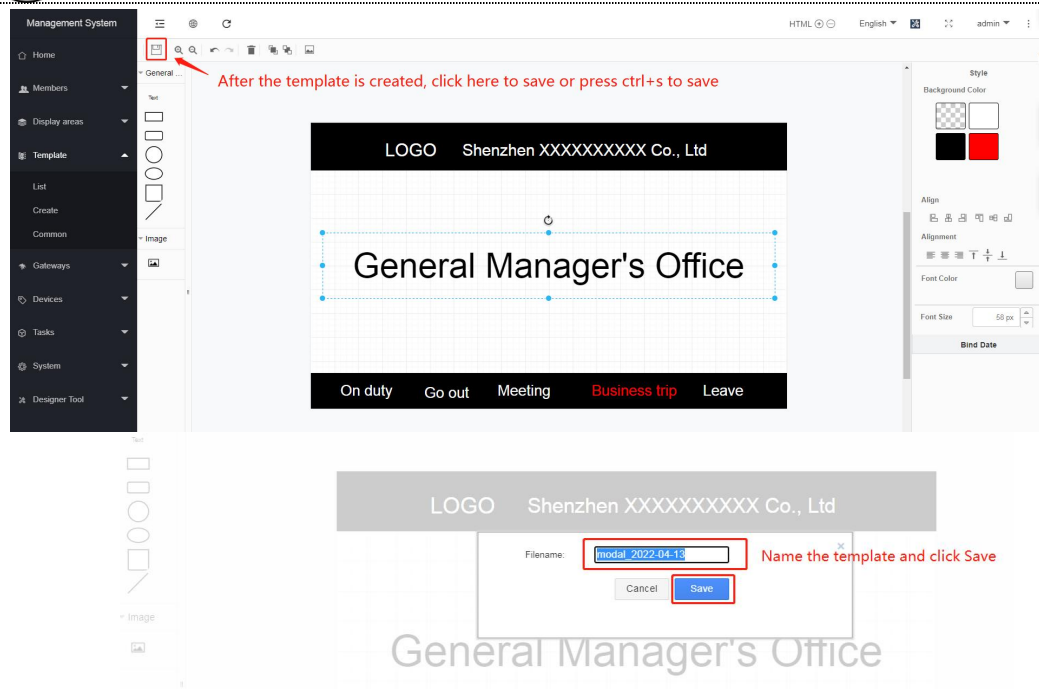 Management System
HTML
English
admin
Home
Members
Display areas
Template
List
Create
Common
Gateways
Devices
Tasks
System
Designer Tool
General ...
Text
Image
After the template is created, click here to save or press ctrl+s to save
LOGO Shenzhen XXXXXXXXXX Co., Ltd
General Manager's Office
On duty Go out Meeting Business trip Leave
Style
Background Color
Align
Alignment
Font Color
Font Size 58 px
Bind Date
Text
Image
LOGO Shenzhen XXXXXXXXXX Co., Ltd
Filename: modal_2022-04-13 x
Name the template and click Save
Cancel Save
General Manager's Office